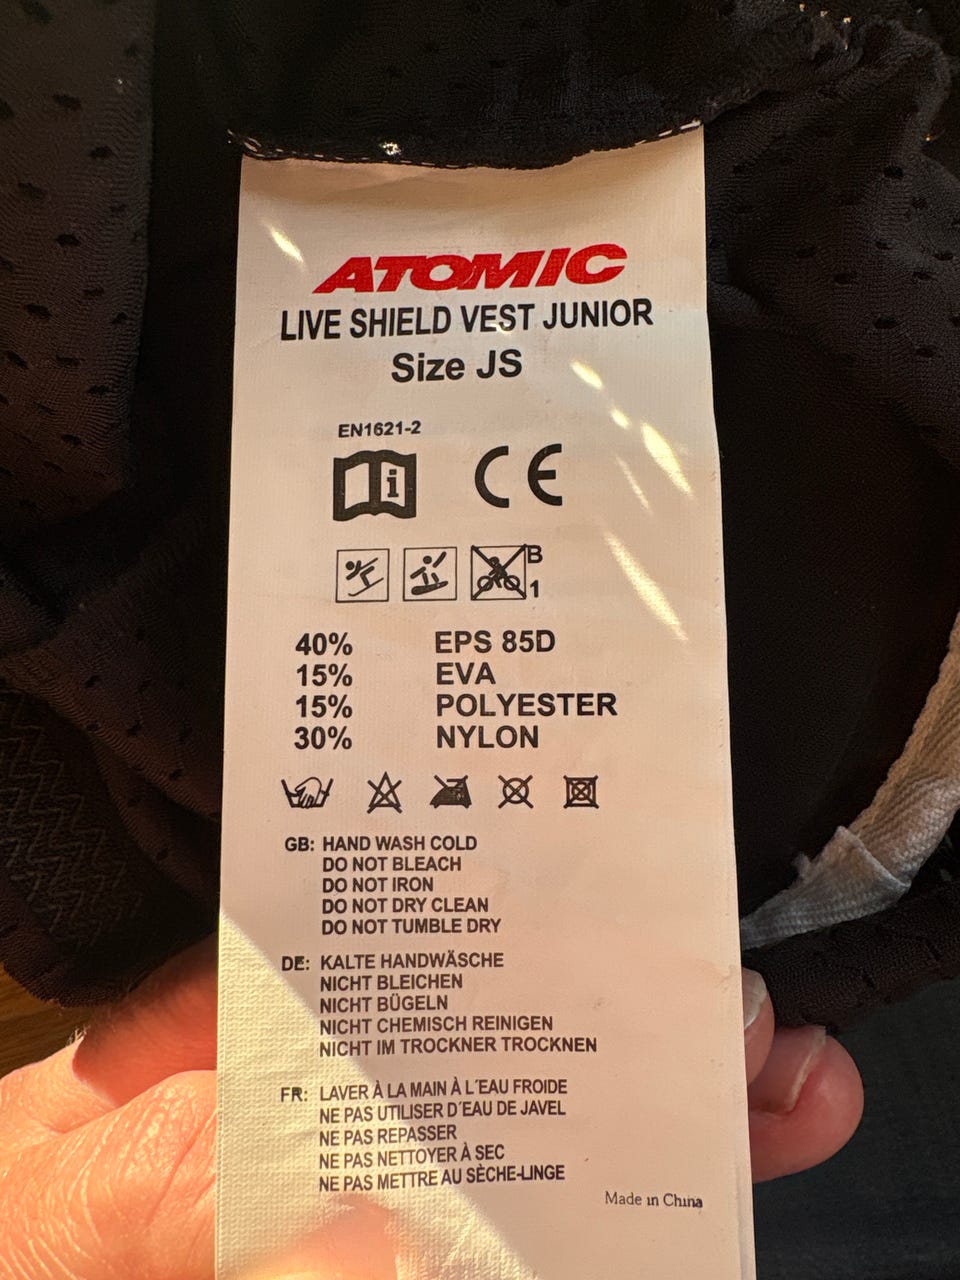 ATOMIC
LIVE SHIELD VEST JUNIOR
Size JS
EN1621-2
i CE
B
1
40% EPS 85D
15% EVA
15% POLYESTER
30% NYLON
GB: HAND WASH COLD
DO NOT BLEACH
DO NOT IRON
DO NOT DRY CLEAN
DO NOT TUMBLE DRY
DE: KALTE HANDWÄSCHE
NICHT BLEICHEN
NICHT BÜGELN
NICHT CHEMISCH REINIGEN
NICHT IM TROCKNER TROCKNEN
FR: LAVER À LA MAIN À L´EAU FROIDE
NE PAS UTILISER D´EAU DE JAVEL
NE PAS REPASSER
NE PAS NETTOYER À SEC
NE PAS METTRE AU SÈCHE-LINGE
Made in China